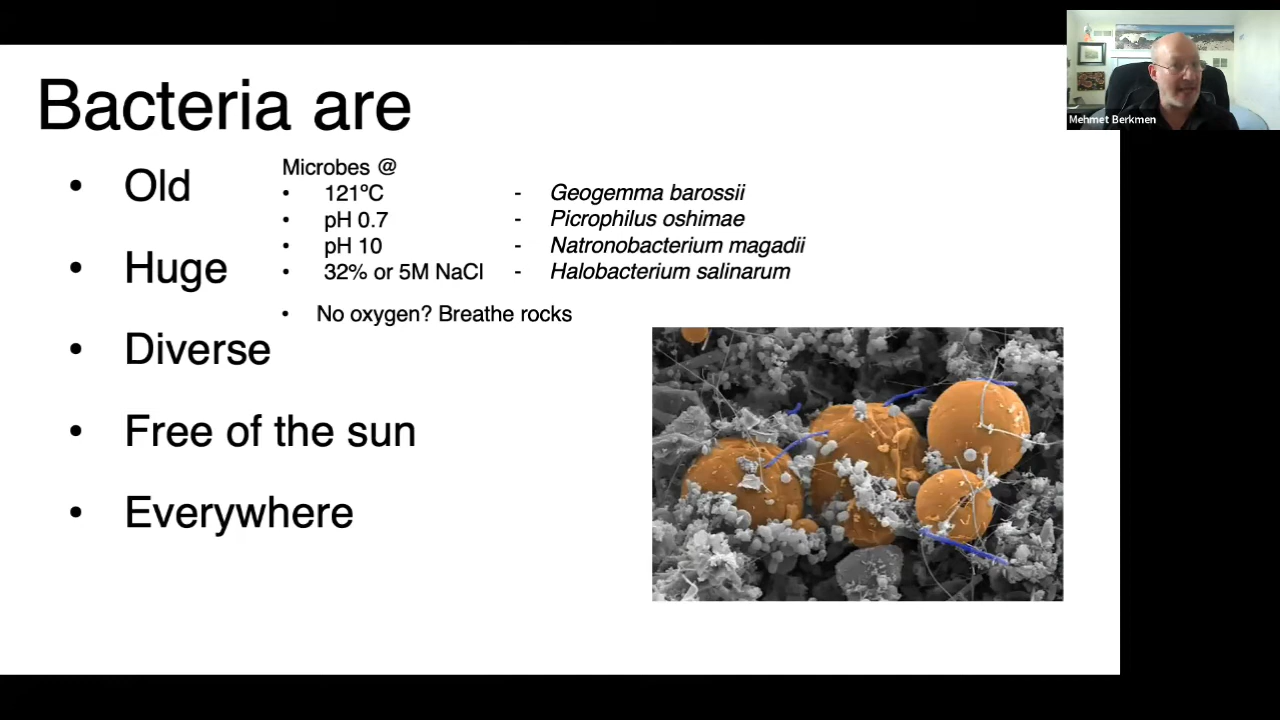 Bacteria are
• Old
• Huge
• Diverse
• Free of the sun
• Everywhere
Microbes @
• 121ºC - Geogemma barossii
• pH 0.7 - Picrophilus oshimae
• pH 10 - Natronobacterium magadii
• 32% or 5M NaCl - Halobacterium salinarum
• No oxygen? Breathe rocks
Mehmet Berkmen